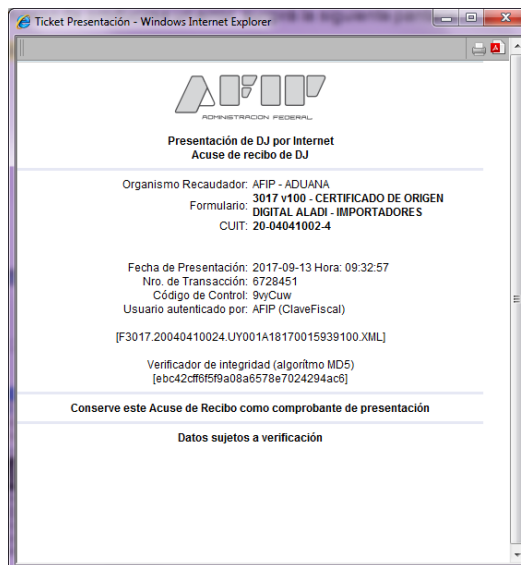 Ticket Presentación - Windows Internet Explorer
AFIP
ADMINISTRACION FEDERAL
Presentación de DJ por Internet
Acuse de recibo de DJ
Organismo Recaudador: AFIP - ADUANA
Formulario: 3017 v100 - CERTIFICADO DE ORIGEN
DIGITAL ALADI - IMPORTADORES
CUIT: 20-04041002-4
Fecha de Presentación: 2017-09-13 Hora: 09:32:57
Nro. de Transacción: 6728451
Código de Control: 9vyCuw
Usuario autenticado por: AFIP (ClaveFiscal)
[F3017.20040410024.UY001A18170015939100.XML]
Verificador de integridad (algorítmo MD5)
[ebc42cff6f5f9a08a6578e7024294ac6]
Conserve este Acuse de Recibo como comprobante de presentación
Datos sujetos a verificación